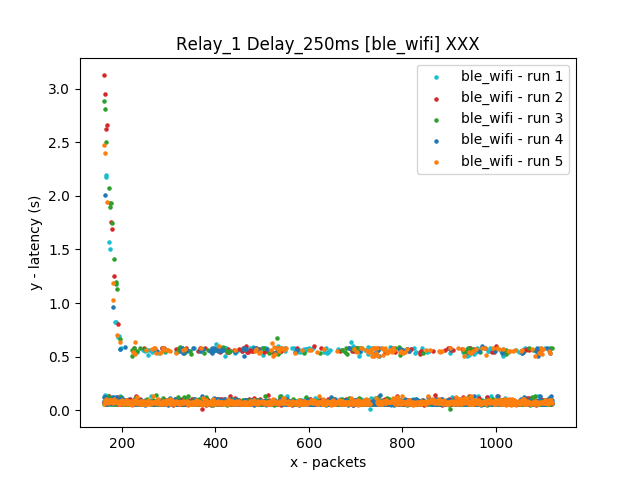 Relay_1 Delay_250ms [ble_wifi] XXX
ble_wifi - run 1
ble_wifi - run 2
ble_wifi - run 3
ble_wifi - run 4
ble_wifi - run 5
y - latency (s)
3.0
2.5
2.0
1.5
1.0
0.5
0.0
200 400 600 800 1000
x - packets